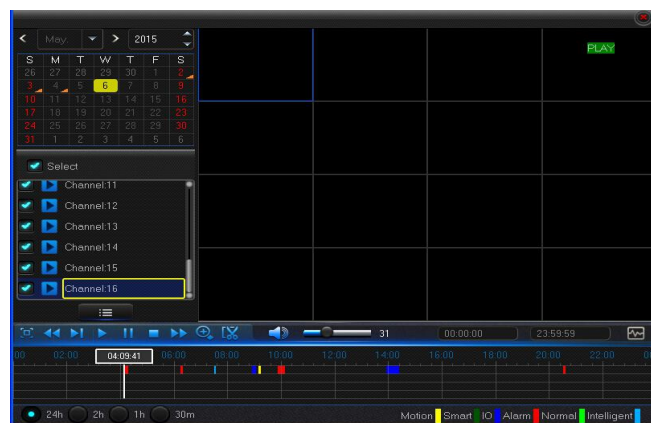 May.
2015
PLAY
S M T W T F S
26 27 28 29 30 1 2
3 4 5 6 7 8 9
10 11 12 13 14 15 16
17 18 19 20 21 22 23
24 25 26 27 28 29 30
31 1 2 3 4 5 6
Select
Channel:11
Channel:12
Channel:13
Channel:14
Channel:15
Channel:16
31 00:00:00 23:59:59
00 02:00 04:09:41 06:00 08:00 10:00 12:00 14:00 16:00 18:00 20:00 22:00
24h 2h 1h 30m Motion Smart IO Alarm Normal Intelligent